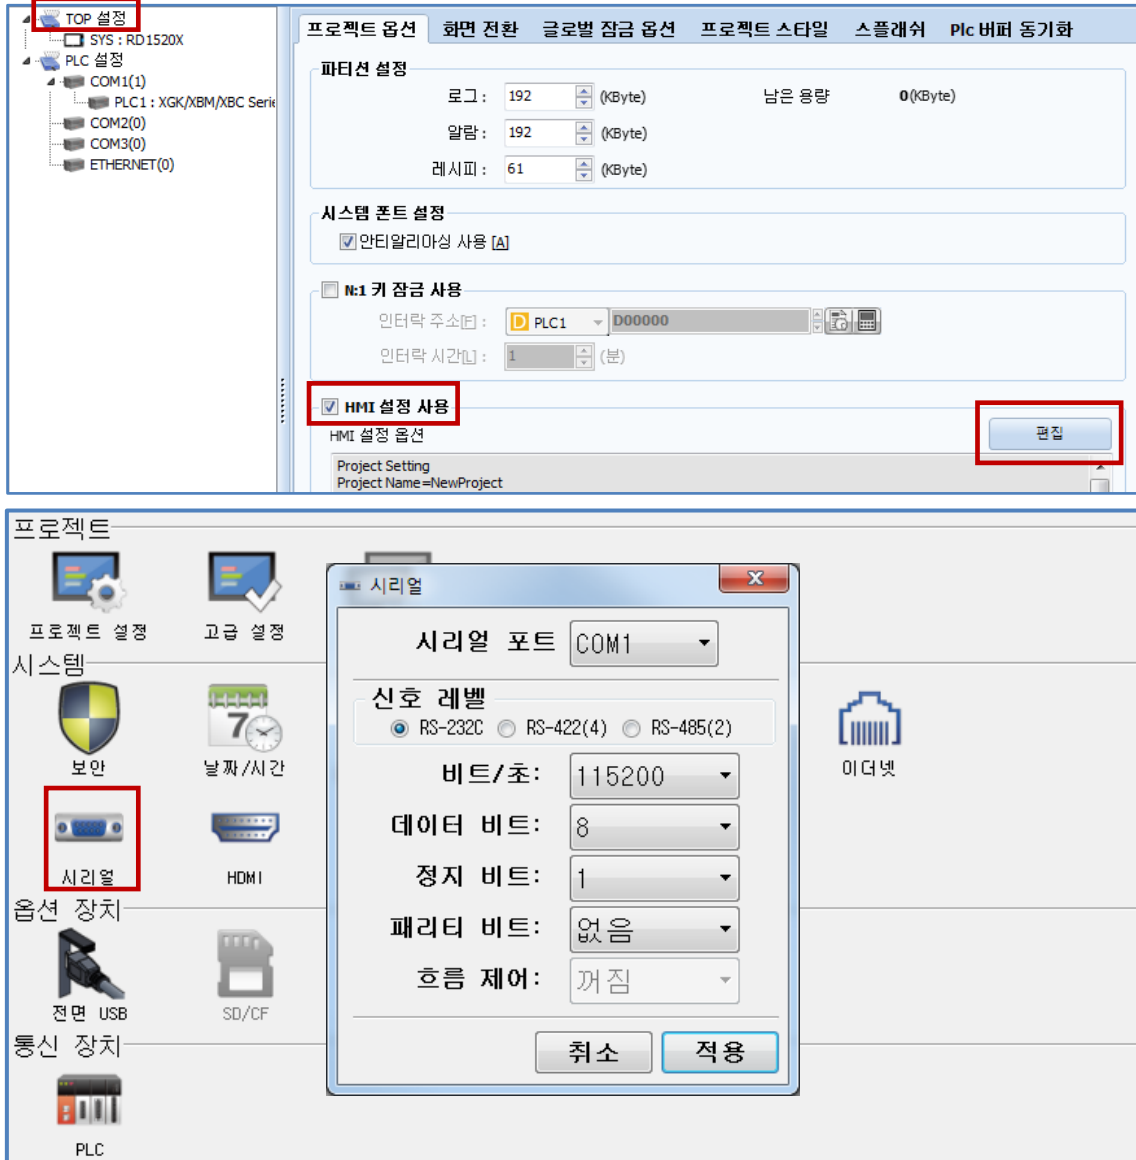 TOP 설정
SYS : RD1520X
PLC 설정
COM1(1)
PLC1 : XGK/XBM/XBC Serie
COM2(0)
COM3(0)
ETHERNET(0)
프로젝트 옵션 화면 전환 글로벌 잠금 옵션 프로젝트 스타일 스플래쉬 Plc 버퍼 동기화
파티션 설정
로그 : 192 (KByte) 남은 용량 0(KByte)
알람 : 192 (KByte)
레시피 : 61 (KByte)
시스템 폰트 설정
안티알리아싱 사용 [A]
N:1 키 잠금 사용
인터락 주소[F] : D PLC1 D00000
인터락 시간[L] : 1 (분)
HMI 설정 사용
HMI 설정 옵션 편집
Project Setting
Project Name=NewProject
프로젝트
프로젝트 설정 고급 설정
시스템
보안 날짜/시간 이더넷
시리얼 HDMI
옵션 장치
전면 USB SD/CF
통신 장치
PLC
시리얼
시리얼 포트 COM1
신호 레벨
RS-232C RS-422(4) RS-485(2)
비트/초: 115200
데이터 비트: 8
정지 비트: 1
패리티 비트: 없음
흐름 제어: 꺼짐
취소 적용